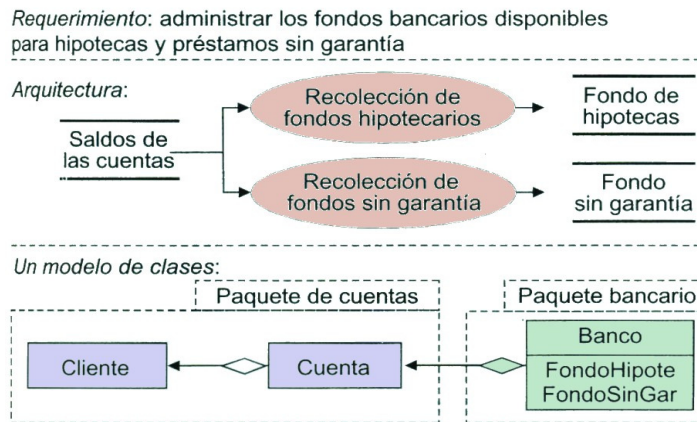 Requerimiento: administrar los fondos bancarios disponibles
para hipotecas y préstamos sin garantía
Arquitectura:
Saldos de
las cuentas
Recolección de
fondos hipotecarios
Fondo de
hipotecas
Recolección de
fondos sin garantía
Fondo
sin garantía
Un modelo de clases:
Paquete de cuentas
Cliente
Cuenta
Paquete bancario
Banco
FondoHipote
FondoSinGar